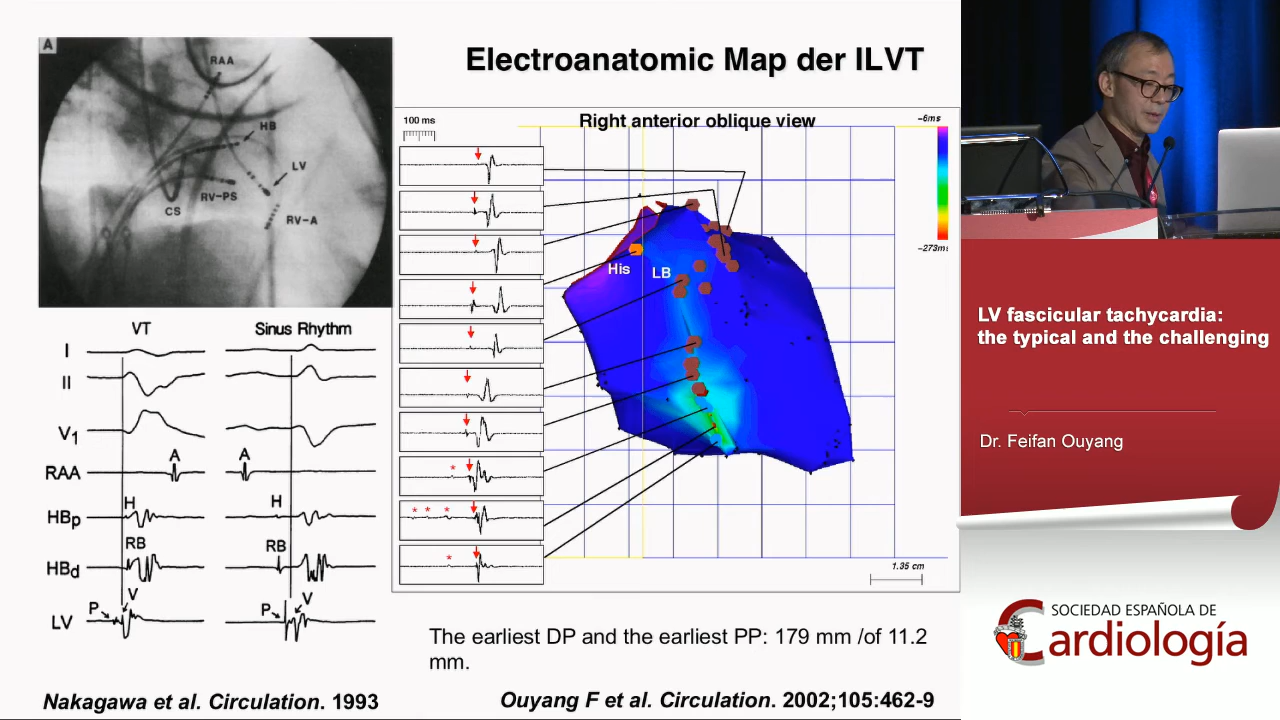 Electroanatomic Map der ILVT
A
RAA
HB
LV
RV-PS
CS
RV-A
VT
Sinus Rhythm
I
II
V1
RAA
A
A
HBp
H
H
HBd
RB
RB
LV
P
V
P
V
100 ms
Right anterior oblique view
-6ms
-273ms
His
LB
*
* * *
*
1.35 cm
The earliest DP and the earliest PP: 179 mm /of 11.2
mm.
Nakagawa et al. Circulation. 1993
Ouyang F et al. Circulation. 2002;105:462-9
LV fascicular tachycardia:
the typical and the challenging
Dr. Feifan Ouyang
SOCIEDAD ESPAÑOLA DE
Cardiología